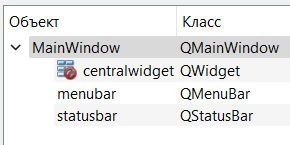 Объект Класс
MainWindow QMainWindow
centralwidget QWidget
menubar QMenuBar
statusbar QStatusBar